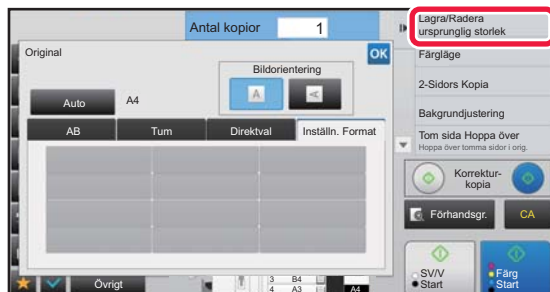 Antal kopior 1
Lagra/Radera
ursprunglig storlek
Original
OK
Bildorientering
A
A
Auto A4
AB Tum Direktval Inställn. Format
Färgläge
2-Sidors Kopia
Bakgrundjustering
Tom sida Hoppa över
Hoppa över tomma sidor i orig.
Korrektur-
kopia
Förhandsgr.
CA
Övrigt
3 B4
4 A3
A4
SV/V
Start
Färg
Start